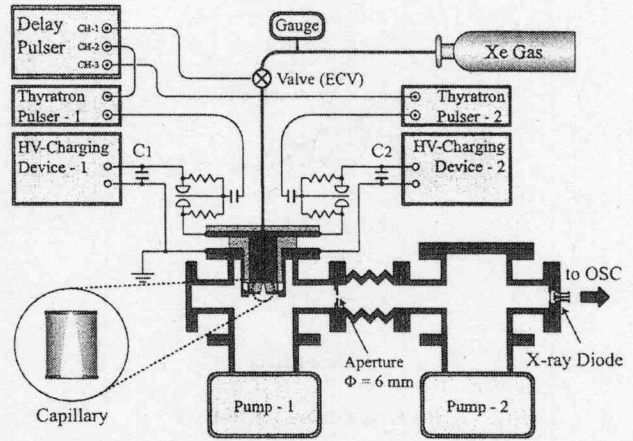 Gauge
Delay
Pulser
CH-1
CH-2
CH-3
Xe Gas
Valve (ECV)
Thyratron
Pulser - 1
Thyratron
Pulser - 2
HV-Charging
Device - 1
C1
C2
HV-Charging
Device - 2
to OSC
X-ray Diode
Aperture
Φ = 6 mm
Capillary
Pump - 1
Pump - 2